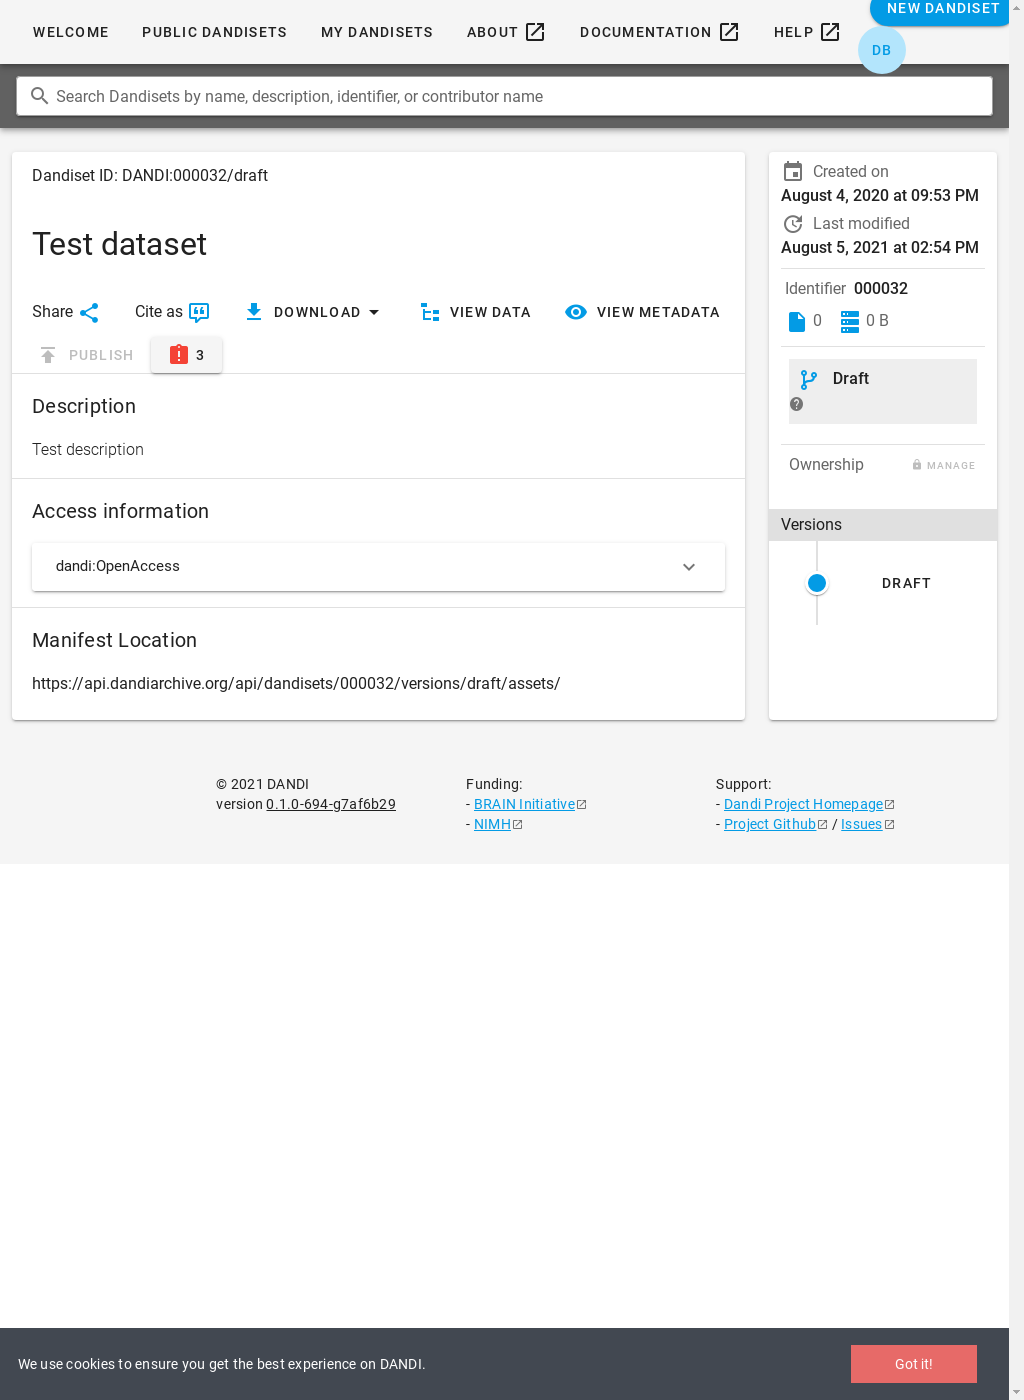 NEW DANDISET
WELCOME
PUBLIC DANDISETS
MY DANDISETS
ABOUT
DOCUMENTATION
HELP
DB
Search Dandisets by name, description, identifier, or contributor name
Dandiset ID: DANDI:000032/draft
Test dataset
Share
Cite as
DOWNLOAD
VIEW DATA
VIEW METADATA
PUBLISH
3
Description
Test description
Access information
dandi:OpenAccess
Manifest Location
https://api.dandiarchive.org/api/dandisets/000032/versions/draft/assets/
Created on
August 4, 2020 at 09:53 PM
Last modified
August 5, 2021 at 02:54 PM
Identifier 000032
0 0 B
Draft
Ownership
MANAGE
Versions
DRAFT
© 2021 DANDI
version 0.1.0-694-g7af6b29
Funding:
- BRAIN Initiative
- NIMH
Support:
- Dandi Project Homepage
- Project Github / Issues
We use cookies to ensure you get the best experience on DANDI.
Got it!